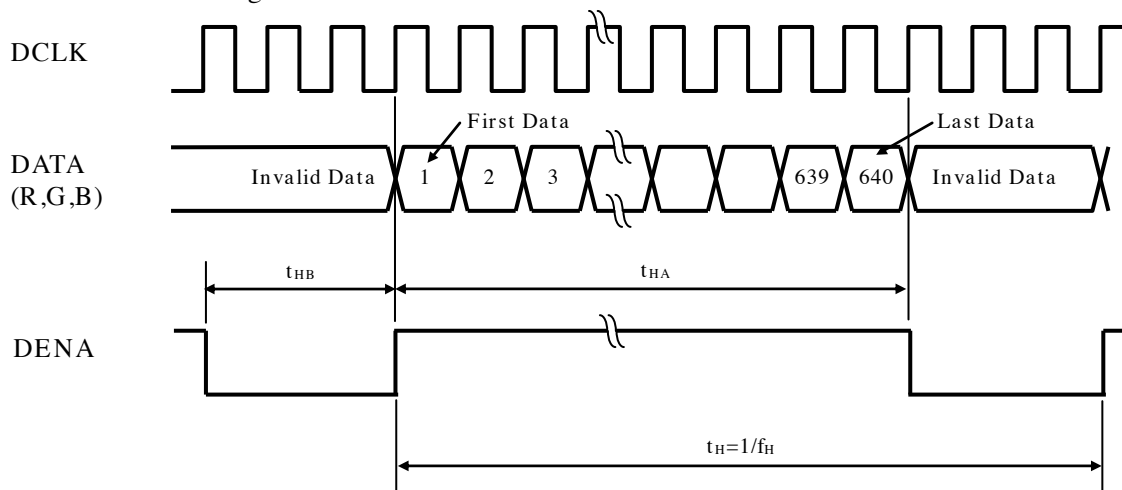 DCLK
First Data
Last Data
DATA
(R,G,B)
Invalid Data 1 2 3 639 640 Invalid Data
tHB
tHA
DENA
tH=1/fH